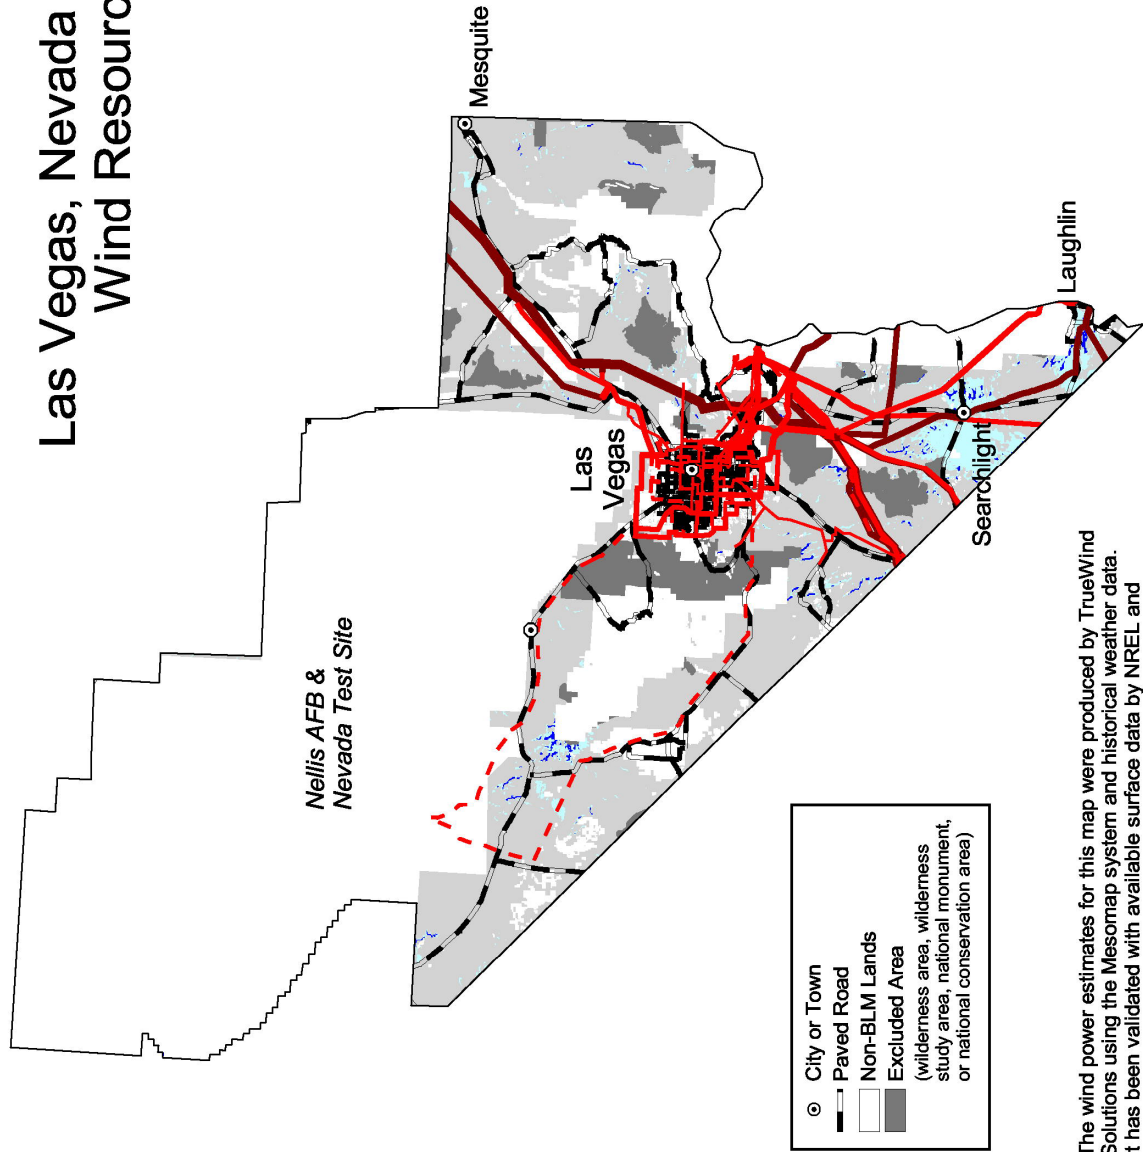 Las Vegas, Nevada
Wind Resourc
Mesquite
Las
Vegas
Nellis AFB &
Nevada Test Site
Laughlin
Searchlight
City or Town
Paved Road
Non-BLM Lands
Excluded Area
(wilderness area, wilderness
study area, national monument,
or national conservation area)
The wind power estimates for this map were produced by TrueWind
Solutions using the Mesomap system and historical weather data.
t has been validated with available surface data by NREL and